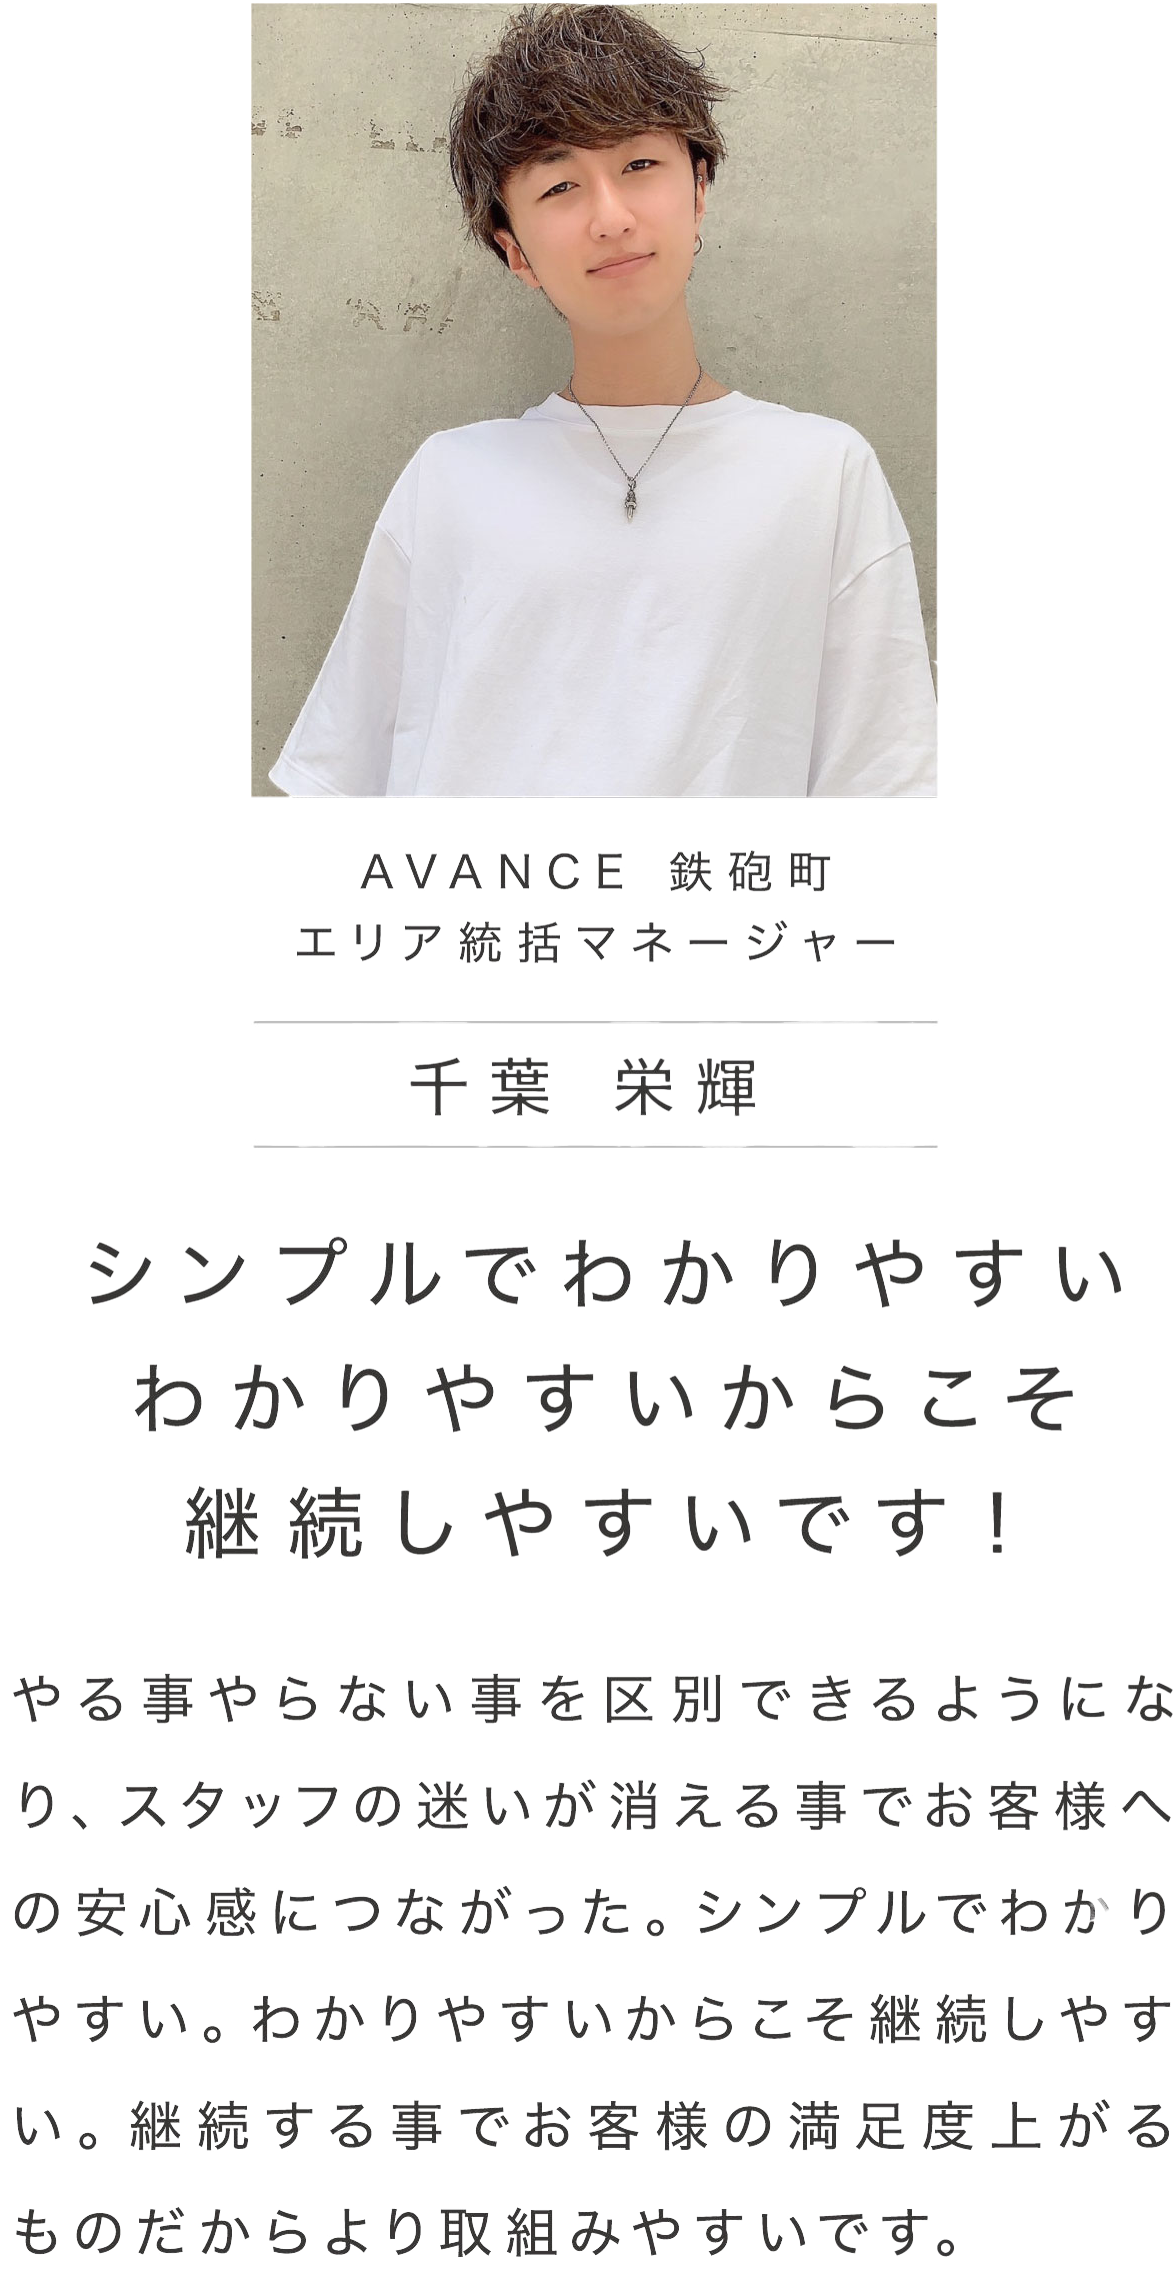 AVANCE 鉄砲町
エリア統括マネージャー
千葉 栄輝
シンプルでわかりやすい
わかりやすいからこそ
継続しやすいです！
やる事やらない事を区別できるようにな
り、スタッフの迷いが消える事でお客様へ
の安心感につながった。シンプルでわかり
やすい。わかりやすいからこそ継続しやす
い。継続する事でお客様の満足度上がる
ものだからより取組みやすいです。